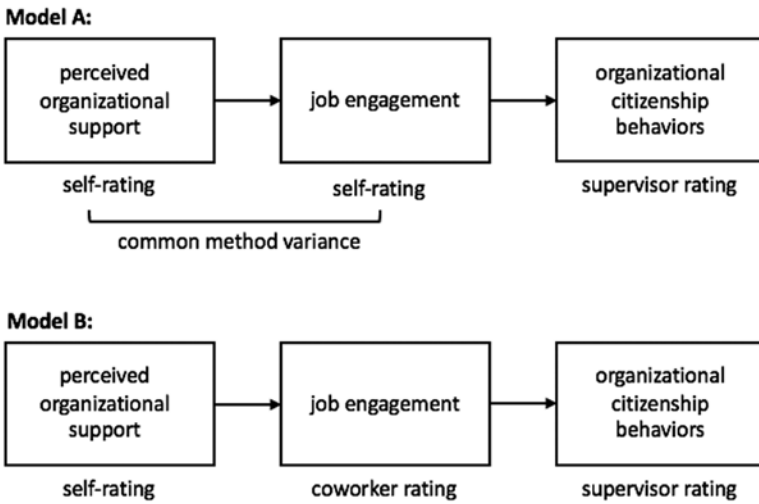 Model A:
perceived
organizational
support
job engagement
organizational
citizenship
behaviors
self-rating
self-rating
supervisor rating
common method variance
Model B:
perceived
organizational
support
job engagement
organizational
citizenship
behaviors
self-rating
coworker rating
supervisor rating